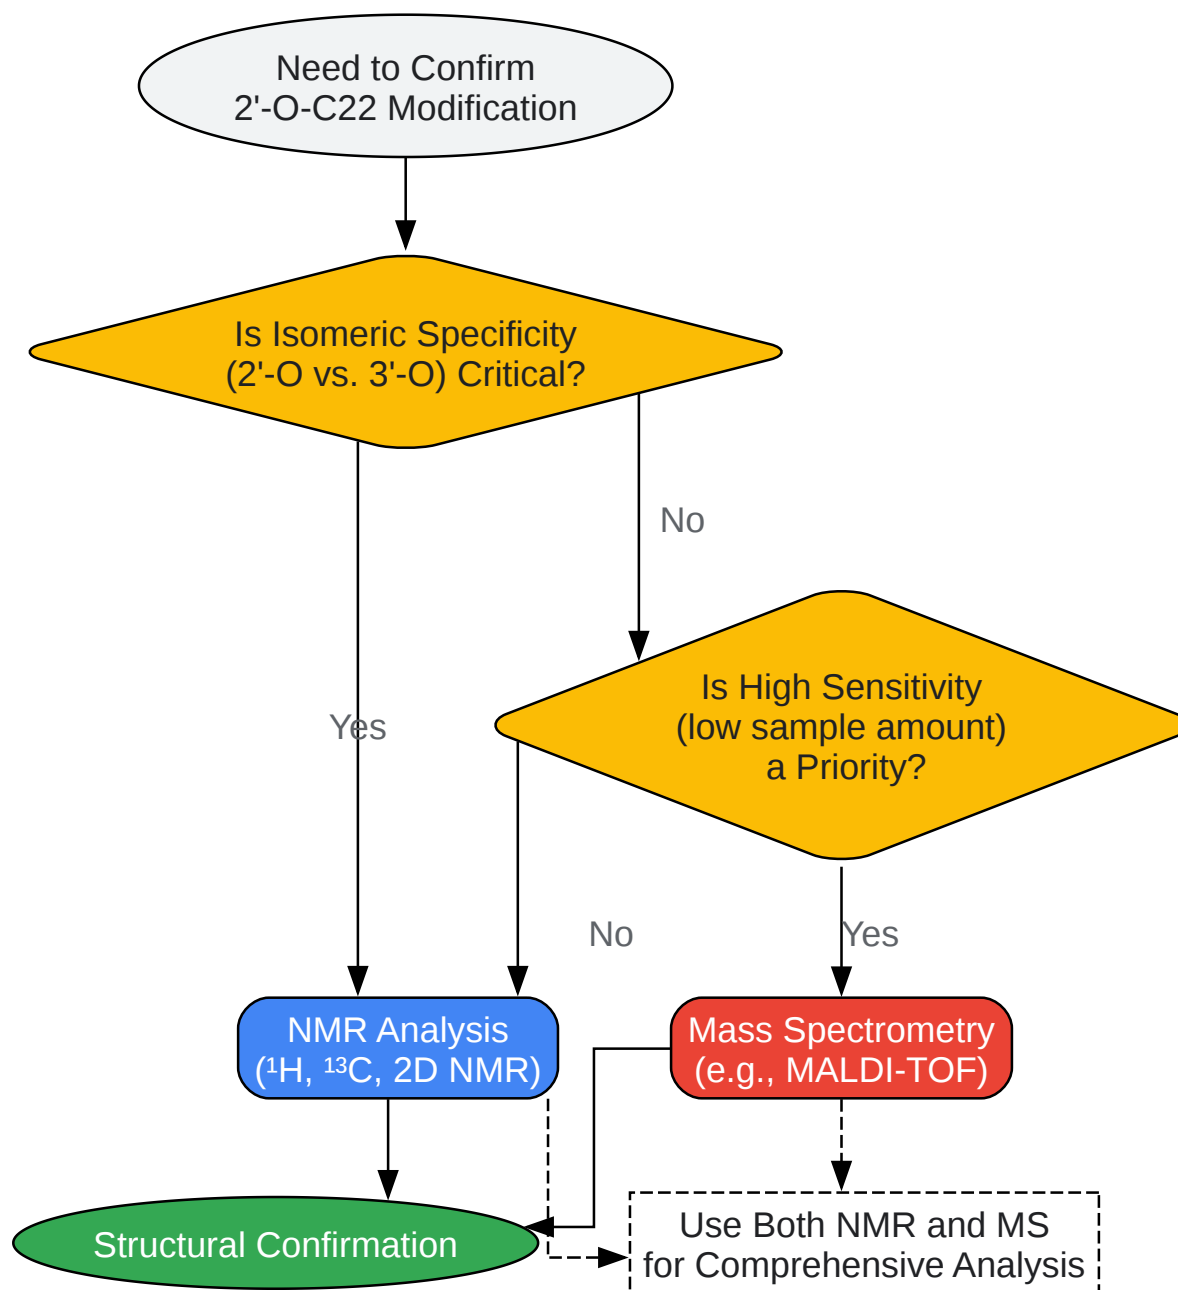 Need to Confirm
2'-O-C22 Modification
Is Isomeric Specificity
(2'-O vs. 3'-O) Critical?
No
Is High Sensitivity
(low sample amount)
a Priority?
Yes
No
Yes
NMR Analysis
(¹H, ¹³C, 2D NMR)
Mass Spectrometry
(e.g., MALDI-TOF)
Structural Confirmation
Use Both NMR and MS
for Comprehensive Analysis